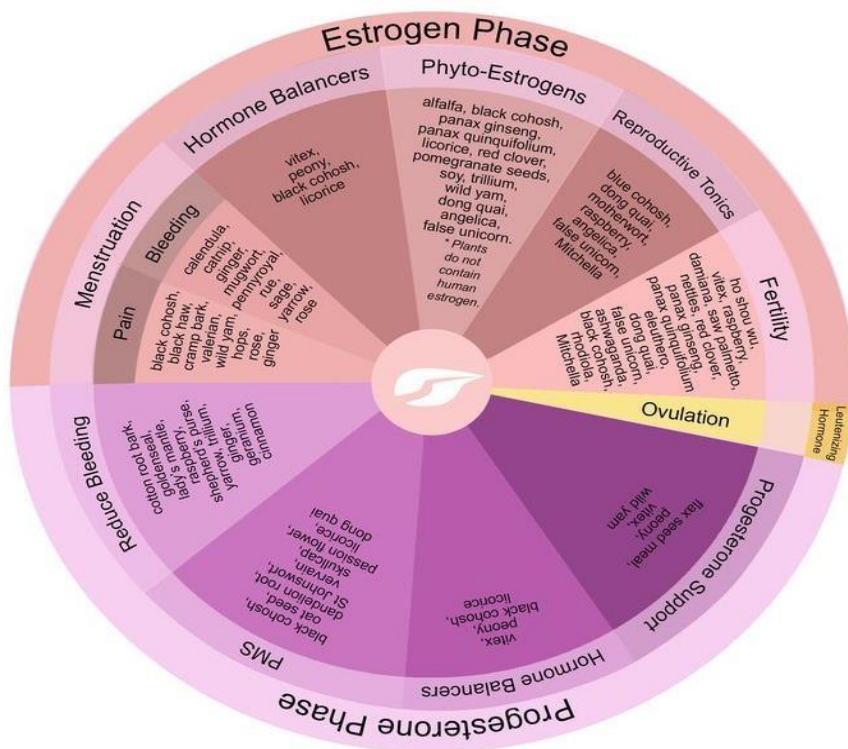 Estrogen Phase
Hormone Balancers
vitex,
peony,
black cohosh,
licorice
Phyto-Estrogens
alfalfa, black cohosh,
panax ginseng,
panax quinquifolium,
licorice, red clover,
pomegranate seeds,
soy, trillium,
wild yam,
dong quai,
angelica,
false unicorn.
* Plants
do not
contain
human
estrogen.
Reproductive Tonics
blue cohosh,
dong quai,
motherwort,
raspberry,
angelica,
false unicorn,
Mitchella
Fertility
ho shou wu,
vitex, raspberry,
damiana, saw palmetto,
nettles, red clover,
panax ginseng,
panax quinquifolium
eleuthero,
dong quai,
false unicorn,
ashwaganda,
black cohosh,
rhodiola,
Mitchella
Ovulation
Leutenizing
Hormone
Progesterone Support
flax seed meal,
peony,
vitex,
wild yam
Hormone Balancers
vitex,
peony,
black cohosh,
licorice
PMS
black cohosh,
oat seed,
dandelion root,
St Johnswort,
vervain,
skullcap,
passion flower,
licorice,
dong quai
Reduce Bleeding
cotton root bark,
goldenseal,
lady's mantle,
raspberry,
shepherd's purse,
yarrow, trillium,
ginger,
geranium,
cinnamon
Menstruation
Pain
black cohosh,
black haw,
cramp bark,
valerian,
wild yam,
hops,
rose,
ginger
Bleeding
calendula,
catnip,
ginger,
mugwort,
pennyroyal,
rue,
sage,
yarrow,
rose
Progesterone Phase